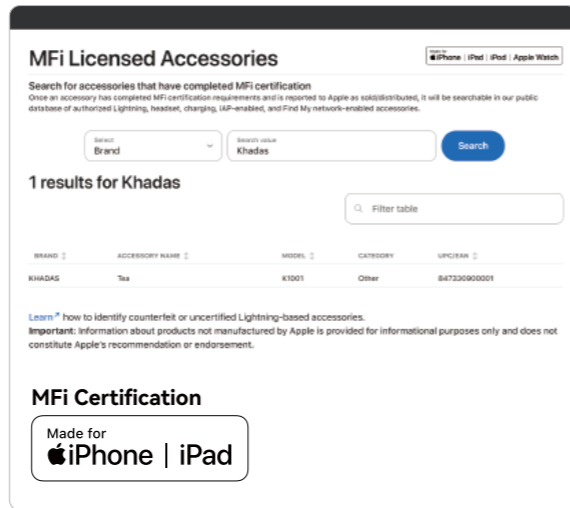 MFi Licensed Accessories
Made for
iPhone | iPad | iPod | Apple Watch
Search for accessories that have completed MFi certification
Once an accessory has completed MFi certification requirements and is reported to Apple as sold/distributed, it will be searchable in our public
database of authorized Lightning, headset, charging, iAP-enabled, and Find My network-enabled accessories.
Select
Brand
Search value
Khadas
Search
1 results for Khadas
Filter table
BRAND ACCESSORY NAME MODEL CATEGORY UPC/EAN
KHADAS Tea K1001 Other 847330900001
Learn how to identify counterfeit or uncertified Lightning-based accessories.
Important: Information about products not manufactured by Apple is provided for informational purposes only and does not
constitute Apple's recommendation or endorsement.
MFi Certification
Made for
iPhone | iPad